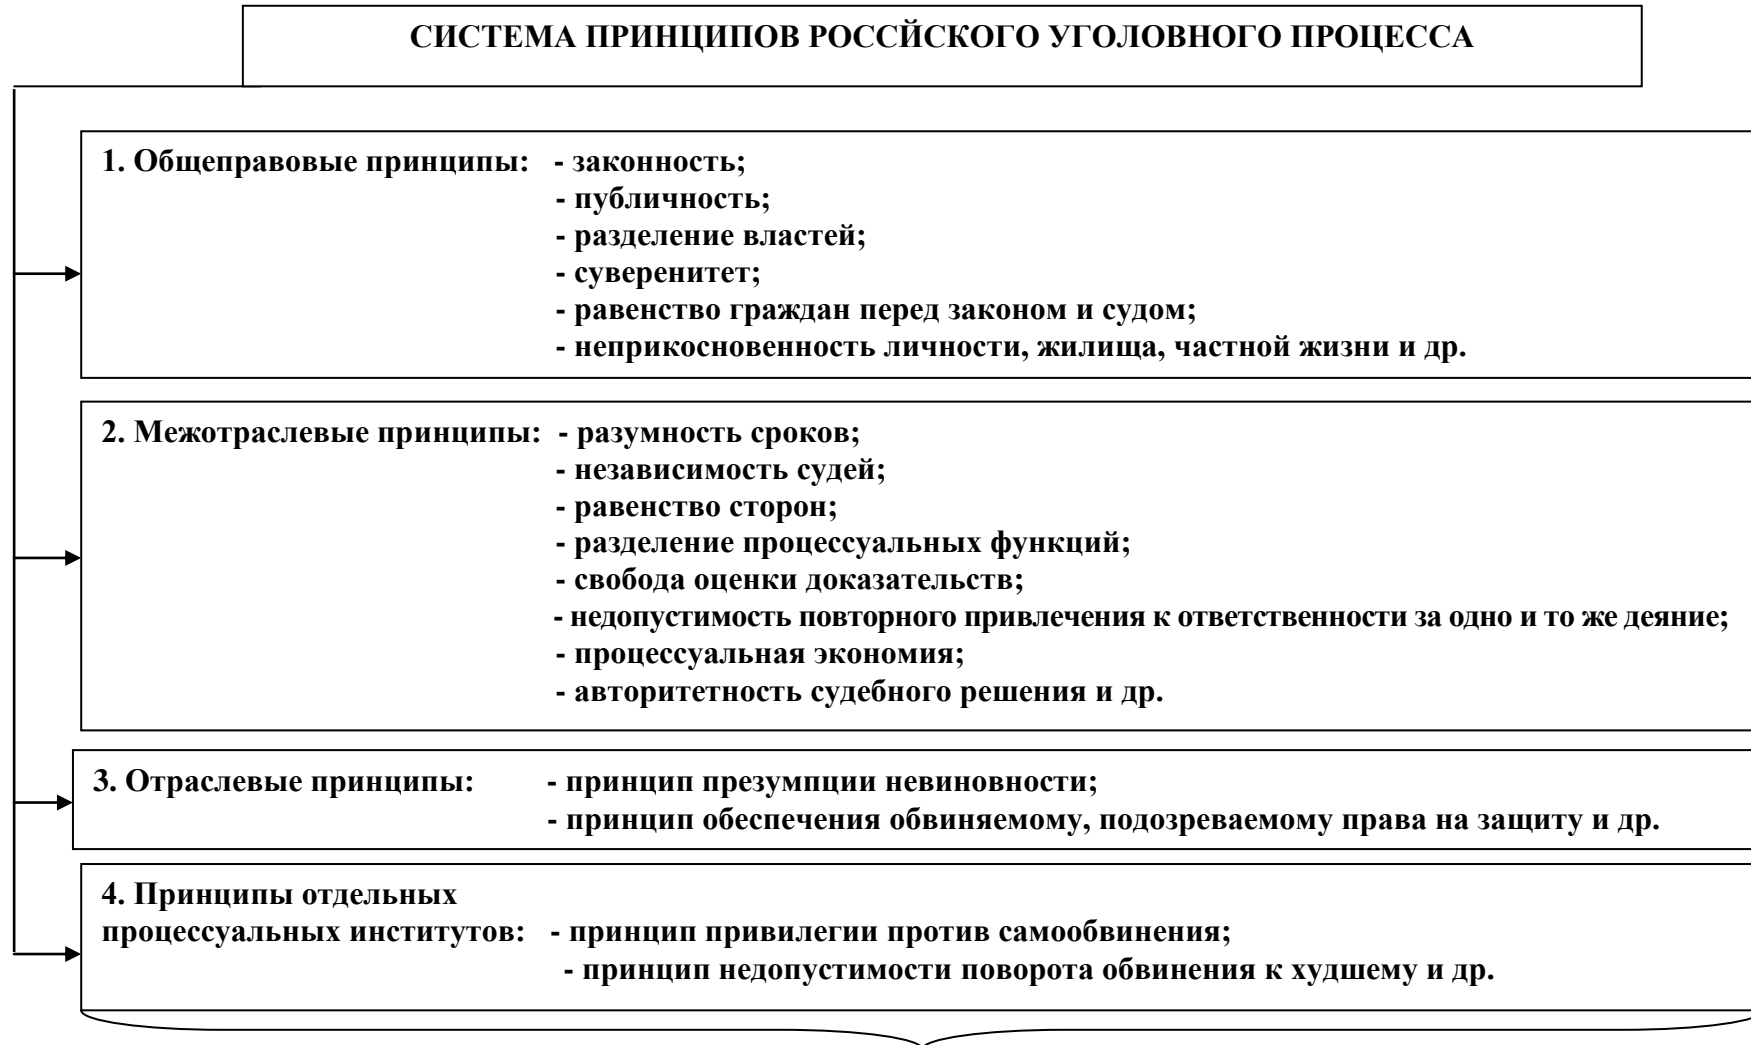 СИСТЕМА ПРИНЦИПОВ РОССЙСКОГО УГОЛОВНОГО ПРОЦЕССА
1. Общеправовые принципы: - законность;
- публичность;
- разделение властей;
- суверенитет;
- равенство граждан перед законом и судом;
- неприкосновенность личности, жилища, частной жизни и др.
2. Межотраслевые принципы: - разумность сроков;
- независимость судей;
- равенство сторон;
- разделение процессуальных функций;
- свобода оценки доказательств;
- недопустимость повторного привлечения к ответственности за одно и то же деяние;
- процессуальная экономия;
- авторитетность судебного решения и др.
3. Отраслевые принципы: - принцип презумпции невиновности;
- принцип обеспечения обвиняемому, подозреваемому права на защиту и др.
4. Принципы отдельных
процессуальных институтов: - принцип привилегии против самообвинения;
- принцип недопустимости поворота обвинения к худшему и др.